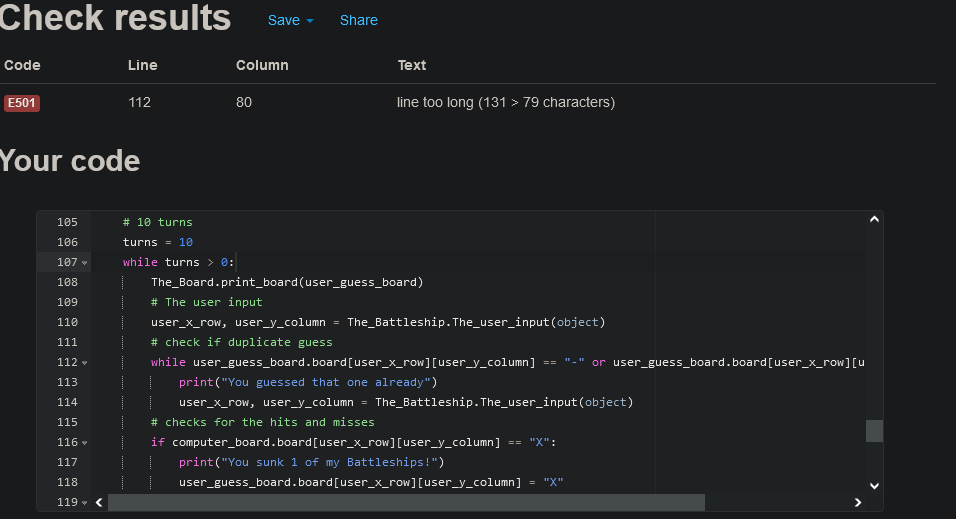 Check results Save Share
Code Line Column Text
E501 112 80 line too long (131 > 79 characters)
Your code
105 # 10 turns
106 turns = 10
107 while turns > 0:
108 The_Board.print_board(user_guess_board)
109 # The user input
110 user_x_row, user_y_column = The_Battleship.The_user_input(object)
111 # check if duplicate guess
112 while user_guess_board.board[user_x_row][user_y_column] == "-" or user_guess_board.board[user_x_row][u
113 print("You guessed that one already")
114 user_x_row, user_y_column = The_Battleship.The_user_input(object)
115 # checks for the hits and misses
116 if computer_board.board[user_x_row][user_y_column] == "X":
117 print("You sunk 1 of my Battleships!")
118 user_guess_board.board[user_x_row][user_y_column] = "X"
119